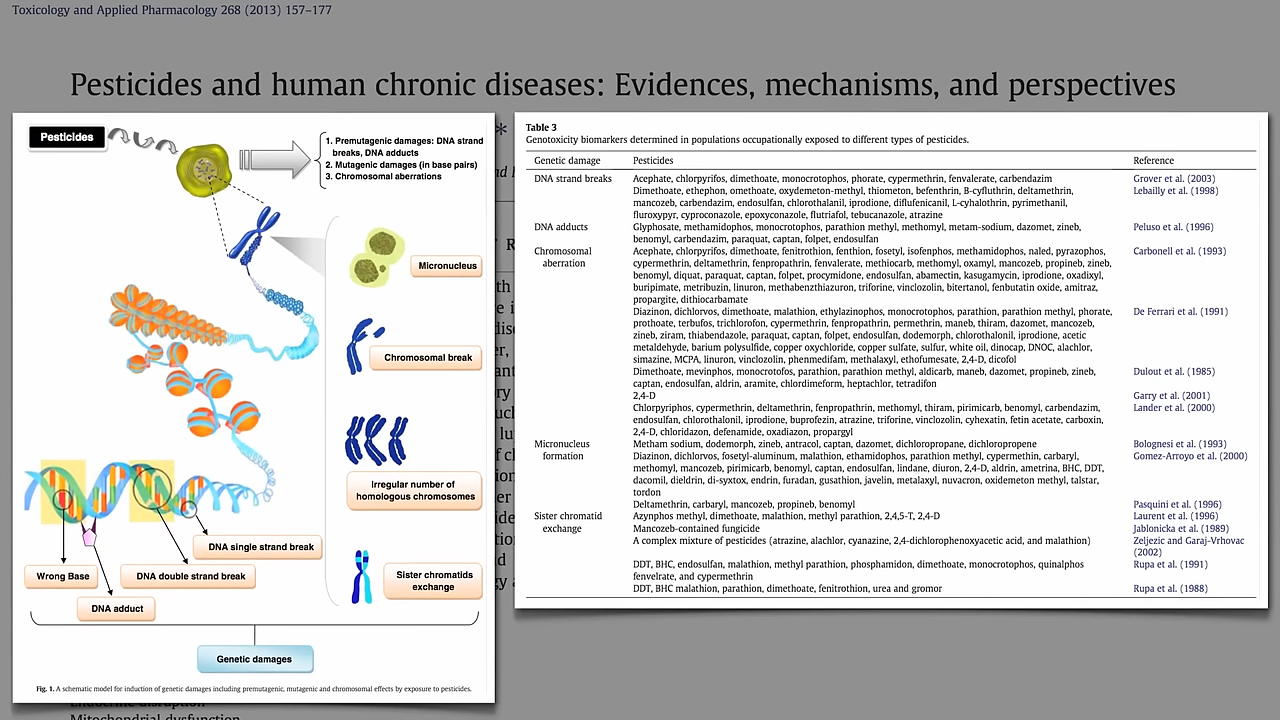 Toxicology and Applied Pharmacology 268 (2013) 157–177
Pesticides and human chronic diseases: Evidences, mechanisms, and perspectives
Pesticides
1. Premutagenic damages: DNA strand
breaks, DNA adducts
2. Mutagenic damages (in base pairs)
3. Chromosomal aberrations
Micronucleus
Chromosomal break
Irregular number of
homologous chromosomes
DNA single strand break
Wrong Base
DNA double strand break
Sister chromatids
exchange
DNA adduct
Genetic damages
Fig. 1. A schematic model for induction of genetic damages including premutagenic, mutagenic and chromosomal effects by exposure to pesticides.
Table 3
Genotoxicity biomarkers determined in populations occupationally exposed to different types of pesticides.
Genetic damage Pesticides Reference
DNA strand breaks Acephate, chlorpyrifos, dimethoate, monocrotophos, phorate, cypermethrin, fenvalerate, carbendazim Grover et al. (2003)
Dimethoate, ethephon, omethoate, oxydemeton-methyl, thiometon, befenthrin, B-cyfluthrin, deltamethrin, Lebailly et al. (1998)
mancozeb, carbendazim, endosulfan, chlorothalanil, iprodione, diflufenicanil, L-cyhalothrin, pyrimethanil,
fluroxypyr, cyproconazole, epoxyconazole, flutriafol, tebucanazole, atrazine
DNA adducts Glyphosate, methamidophos, monocrotophos, parathion methyl, methomyl, metam-sodium, dazomet, zineb, Peluso et al. (1996)
benomyl, carbendazim, paraquat, captan, folpet, endosulfan
Chromosomal Acephate, chlorpyrifos, dimethoate, fenitrothion, fenthion, fosetyl, isofenphos, methamidophos, naled, pyrazophos, Carbonell et al. (1993)
aberration cypermethrin, deltamethrin, fenpropathrin, fenvalerate, methiocarb, methomyl, oxamyl, mancozeb, propineb, zineb,
benomyl, diquat, paraquat, captan, folpet, procymidone, endosulfan, abamectin, kasugamycin, iprodione, oxadixyl,
buripimate, metribuzin, linuron, methabenzthiazuron, triforine, vinclozolin, bitertanol, fenbutatin oxide, amitraz,
propargite, dithiocarbamate
Diazinon, dichlorvos, dimethoate, malathion, ethylazinophos, monocrotophos, parathion, parathion methyl, phorate, De Ferrari et al. (1991)
prothoate, terbufos, trichlorofon, cypermethrin, fenpropathrin, permethrin, maneb, thiram, dazomet, mancozeb,
zineb, ziram, thiabendazole, paraquat, captan, folpet, endosulfan, dodemorph, chlorothalonil, iprodione, acetic
metaldehyde, barium polysulfide, copper oxychloride, copper sulfate, sulfur, white oil, dinocap, DNOC, alachlor,
simazine, MCPA, linuron, vinclozolin, phenmedifam, methalaxyl, ethofumesate, 2,4-D, dicofol
Dimethoate, mevinphos, monocrotofos, parathion, parathion methyl, aldicarb, maneb, dazomet, propineb, zineb, Dulout et al. (1985)
captan, endosulfan, aldrin, aramite, chlordimeform, heptachlor, tetradifon
2,4-D Garry et al. (2001)
Chlorpyriphos, cypermethrin, deltamethrin, fenpropathrin, methomyl, thiram, pirimicarb, benomyl, carbendazim, Lander et al. (2000)
endosulfan, chlorothalonil, iprodione, buprofezin, atrazine, triforine, vinclozolin, cyhexatin, fetin acetate, carboxin,
2,4-D, chloridazon, defenamide, oxadiazon, propargyl
Micronucleus Metham sodium, dodemorph, zineb, antracol, captan, dazomet, dichloropropane, dichloropropene Bolognesi et al. (1993)
formation Diazinon, dichlorvos, fosetyl-aluminum, malathion, ethamidophos, parathion methyl, cypermethrin, carbaryl, Gomez-Arroyo et al. (2000)
methomyl, mancozeb, pirimicarb, benomyl, captan, endosulfan, lindane, diuron, 2,4-D, aldrin, ametrina, BHC, DDT,
dacomil, dieldrin, di-syxtox, endrin, furadan, gusathion, javelin, metalaxyl, nuvacron, oxidemeton methyl, talstar,
tordon
Deltamethrin, carbaryl, mancozeb, propineb, benomyl Pasquini et al. (1996)
Sister chromatid Azynphos methyl, dimethoate, malathion, methyl parathion, 2,4,5-T, 2,4-D Laurent et al. (1996)
exchange Mancozeb-contained fungicide Jablonicka et al. (1989)
A complex mixture of pesticides (atrazine, alachlor, cyanazine, 2,4-dichlorophenoxyacetic acid, and malathion) Zeljezic and Garaj-Vrhovac
(2002)
DDT, BHC, endosulfan, malathion, methyl parathion, phosphamidon, dimethoate, monocrotophos, quinalphos Rupa et al. (1991)
fenvelrate, and cypermethrin
DDT, BHC malathion, parathion, dimethoate, fenitrothion, urea and gromor Rupa et al. (1988)
Endocrine disruption
Mitochondrial dysfunction